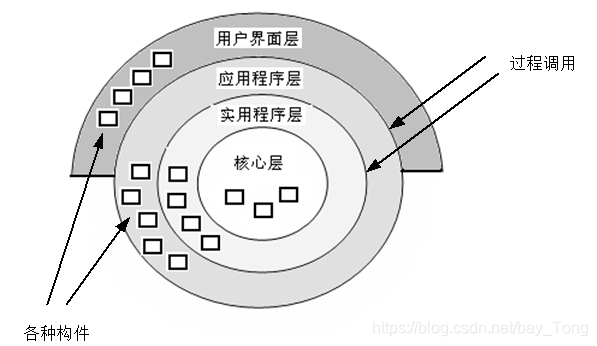 用户界面层
过程调用
应用程序层
实用程序层
核心层
各种构件
https://blog.csdn.net/bay_Tong